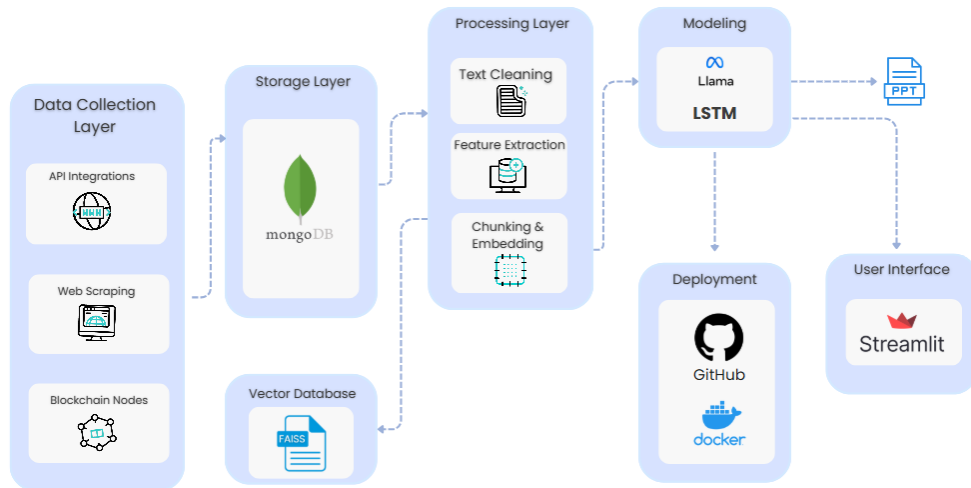 Data Collection
Layer
API Integrations
WWW
Web Scraping
Blockchain Nodes
Storage Layer
mongoDB
Vector Database
FAISS
Processing Layer
Text Cleaning
Feature Extraction
Chunking &
Embedding
Modeling
Llama
LSTM
PPT
Deployment
GitHub
docker
User Interface
Streamlit